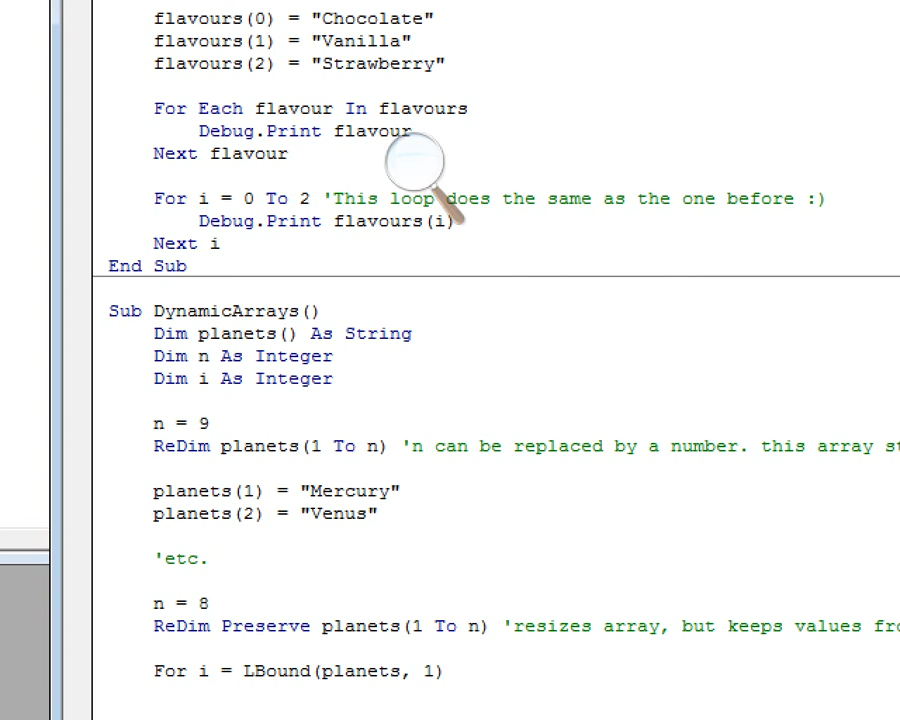 flavours(0) = "Chocolate"
flavours(1) = "Vanilla"
flavours(2) = "Strawberry"
For Each flavour In flavours
Debug.Print flavour
Next flavour
For i = 0 To 2 'This loop does the same as the one before :)
Debug.Print flavours(i)
Next i
End Sub
Sub DynamicArrays()
Dim planets() As String
Dim n As Integer
Dim i As Integer
n = 9
ReDim planets(1 To n) 'n can be replaced by a number. this array
planets(1) = "Mercury"
planets(2) = "Venus"
'etc.
n = 8
ReDim Preserve planets(1 To n) 'resizes array, but keeps values
For i = LBound(planets, 1)